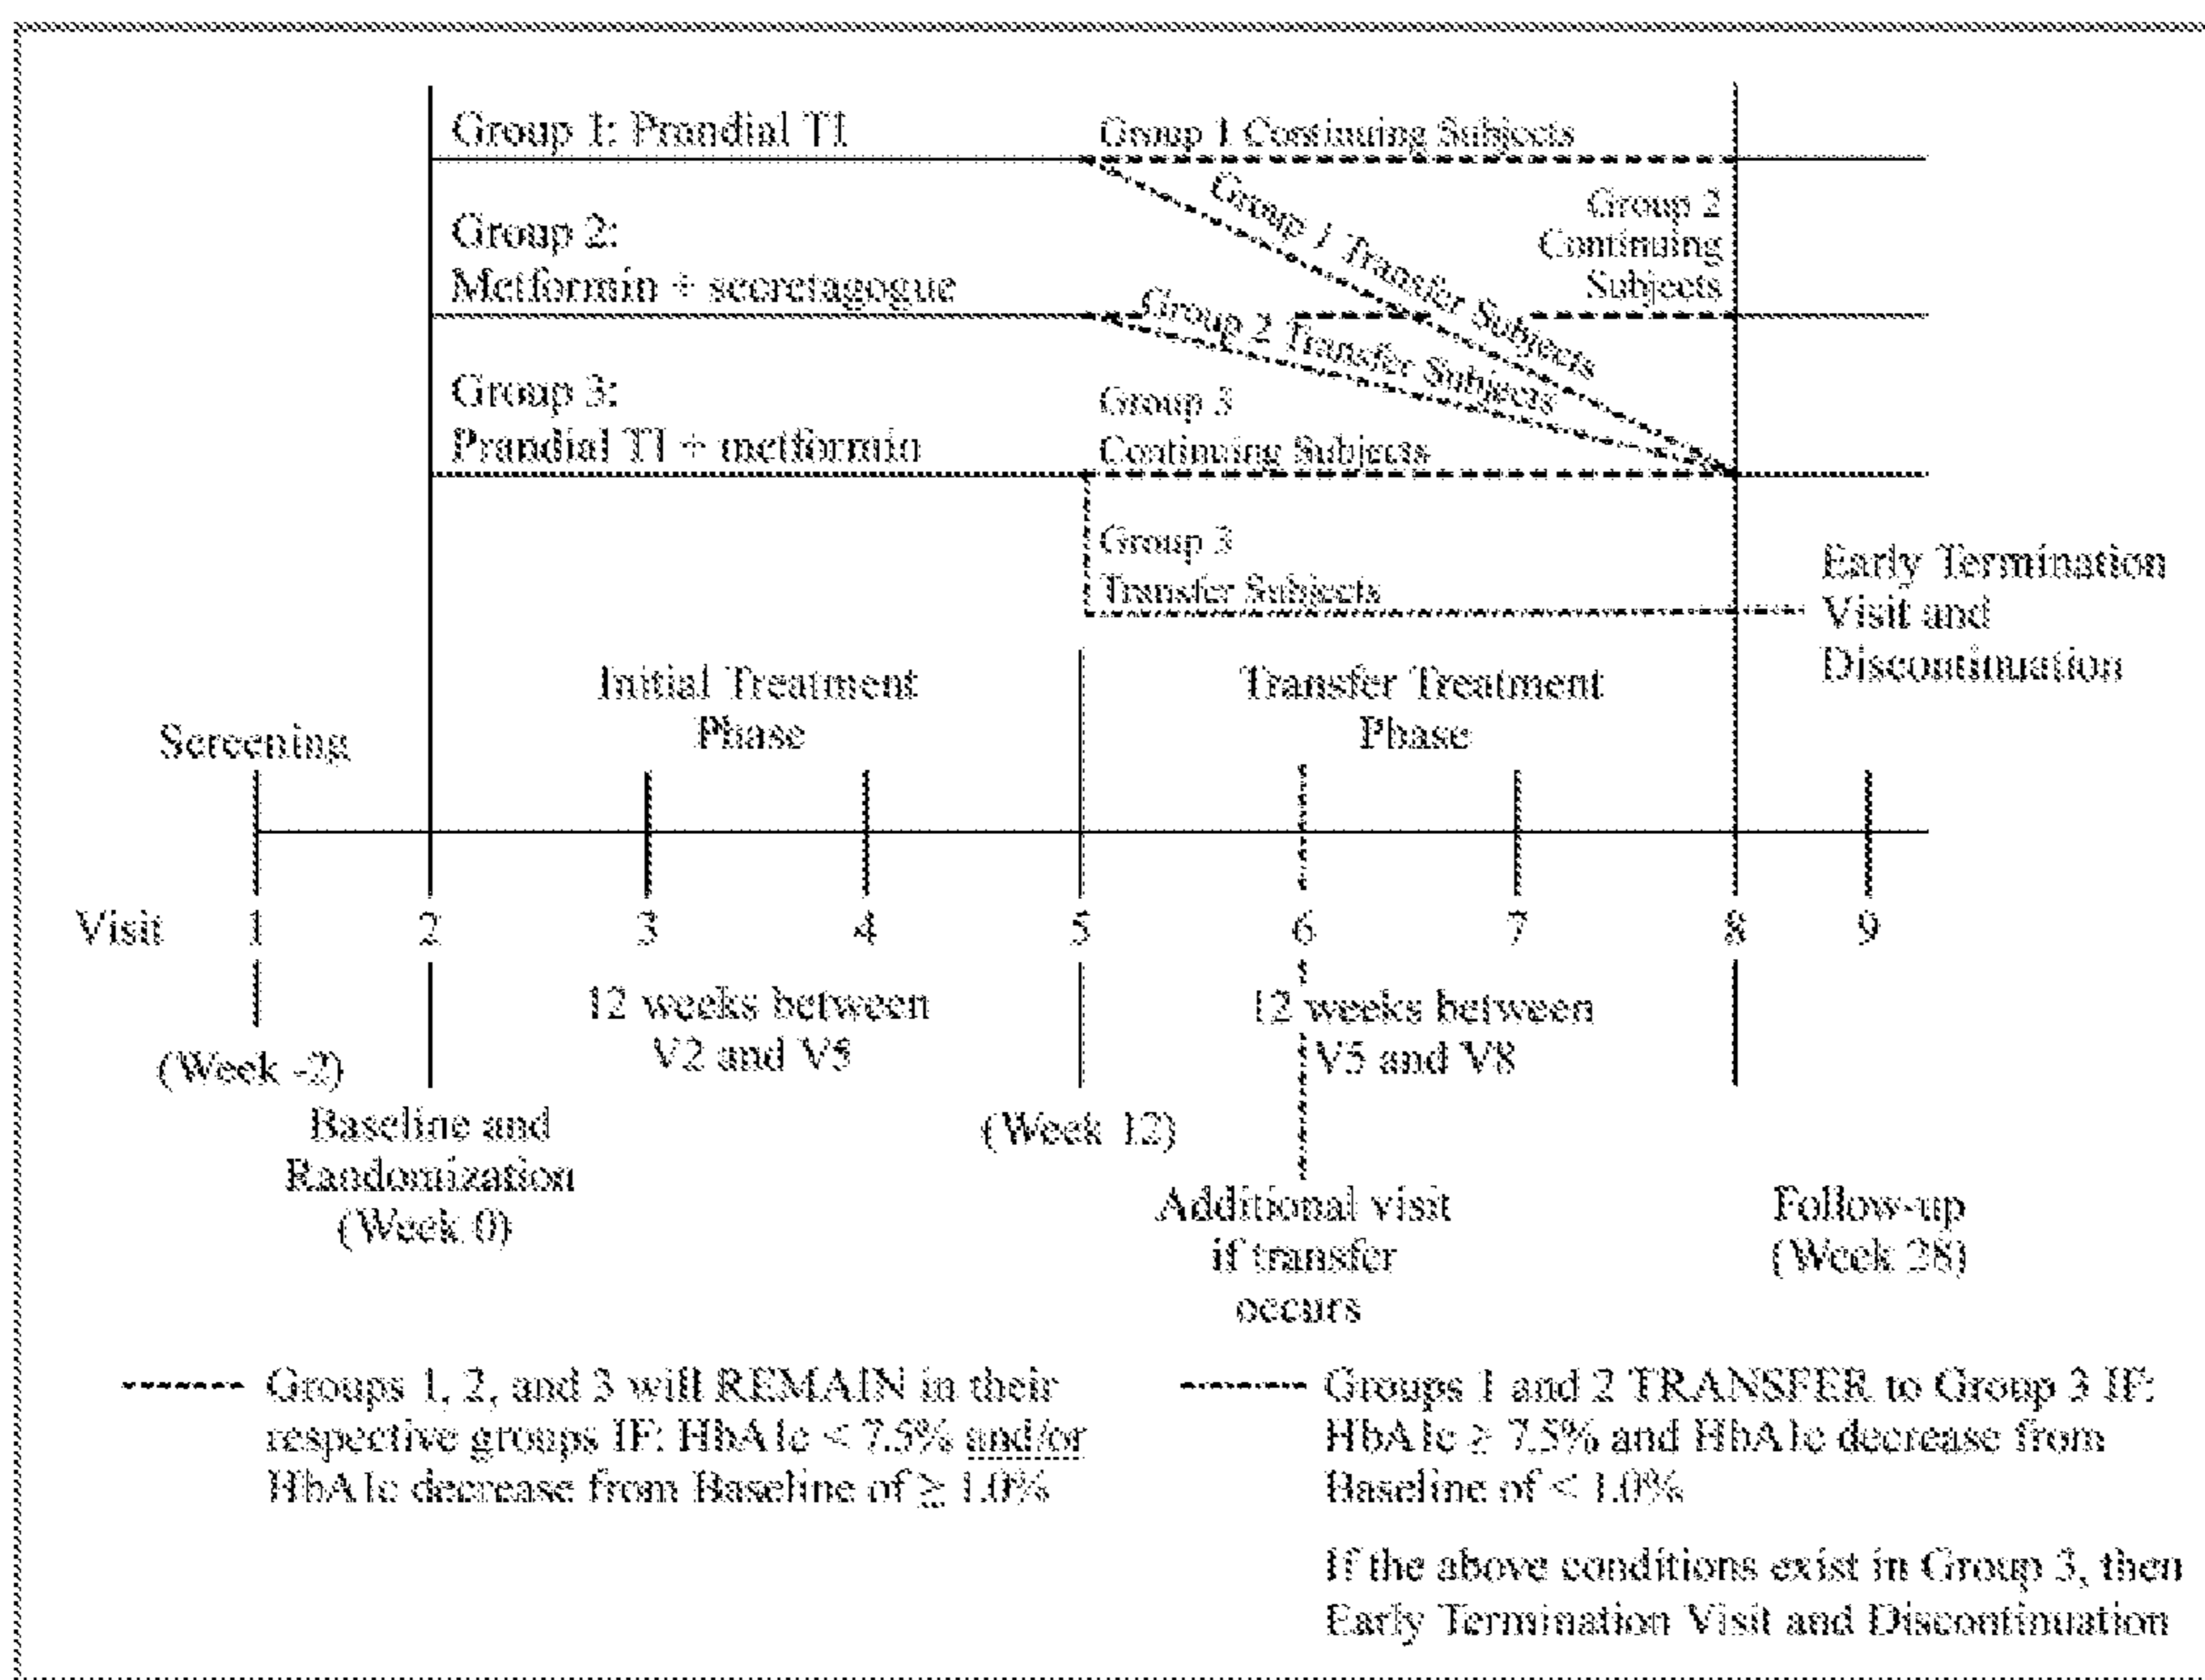 Group 1: Prandial TI
Group 1 Continuing Subjects
Group 1 Transfer Subjects
Group 2
Continuing
Subjects
Group 2:
Metformin + secretagogue
Group 2 Transfer Subjects
Group 3:
Prandial TI + metformin
Group 3
Continuing Subjects
Group 3
Transfer Subjects
Early Termination
Visit and
Discontinuation
Initial Treatment
Phase
Transfer Treatment
Phase
Screening
Visit 1 2 3 4 5 6 7 8 9
12 weeks between
V2 and V5
12 weeks between
V5 and V8
(Week -2)
Baseline and
Randomization
(Week 0)
(Week 12)
Additional visit
if transfer
occurs
Follow-up
(Week 28)
Groups 1, 2, and 3 will REMAIN in their
respective groups IF: HbA1c < 7.5% and/or
HbA1c decrease from Baseline of ≥ 1.0%
Groups 1 and 2 TRANSFER to Group 3 IF:
HbA1c ≥ 7.5% and HbA1c decrease from
Baseline of < 1.0%
If the above conditions exist in Group 3, then
Early Termination Visit and Discontinuation